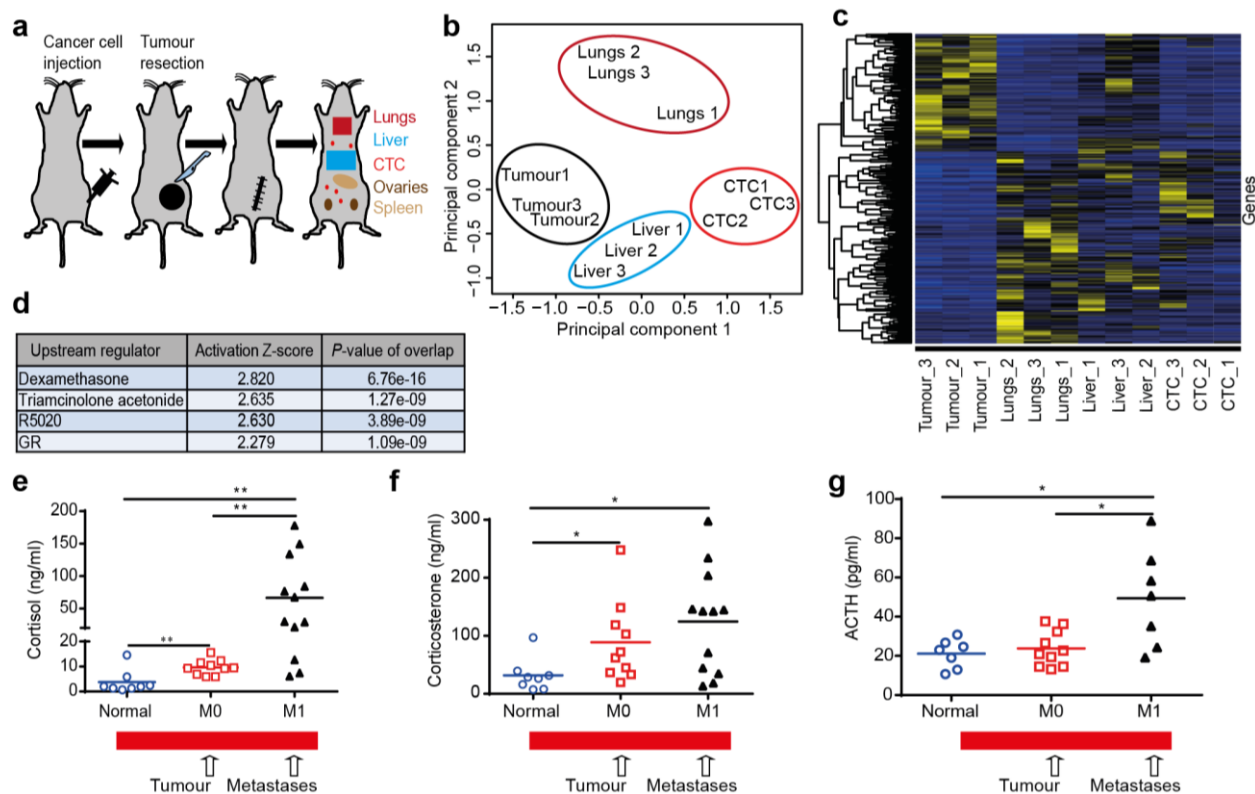 a
Cancer cell injection
Tumour resection
Lungs
Liver
CTC
Ovaries
Spleen
b
Principal component 2
1.5
1.0
0.5
0.0
−0.5
−1.0
Lungs 2
Lungs 3
Lungs 1
Tumour1
Tumour3
Tumour2
CTC1
CTC3
CTC2
Liver 1
Liver 2
Liver 3
−1.5 −1.0 −0.5 0.0 0.5 1.0 1.5
Principal component 1
c
Genes
Tumour_3
Tumour_2
Tumour_1
Lungs_2
Lungs_3
Lungs_1
Liver_1
Liver_3
Liver_2
CTC_3
CTC_2
CTC_1
d
Upstream regulator Activation Z-score P-value of overlap
Dexamethasone 2.820 6.76e-16
Triamcinolone acetonide 2.635 1.27e-09
R5020 2.630 3.89e-09
GR 2.279 1.09e-09
e
Cortisol (ng/ml)
200
150
100
50
20
10
0
**
**
**
Normal M0 M1
Tumour Metastases
f
Corticosterone (ng/ml)
300
200
100
0
*
*
Normal M0 M1
Tumour Metastases
g
ACTH (pg/ml)
100
80
60
40
20
0
*
*
Normal M0 M1
Tumour Metastases